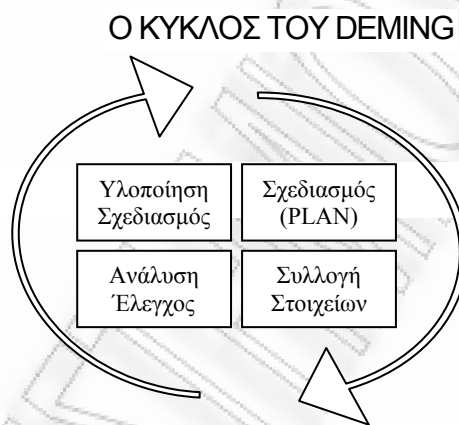 Ο ΚΥΚΛΟΣ ΤΟΥ DEMING
Υλοποίηση
Σχεδιασμός
Σχεδιασμός
(PLAN)
Ανάλυση
Έλεγχος
Συλλογή
Στοιχείων